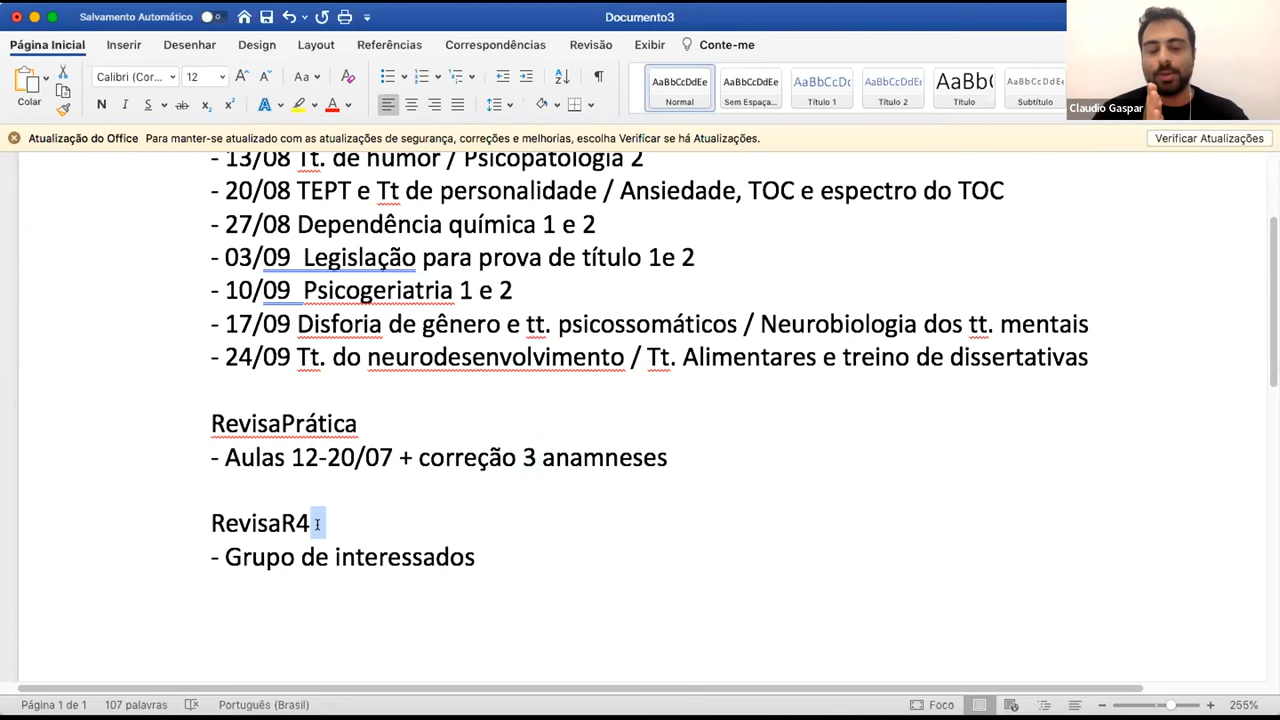 Salvamento Automático
Documento3
Página Inicial Inserir Desenhar Design Layout Referências Correspondências Revisão Exibir Conte-me
Colar
Calibri (Cor... 12
AaBbCcDdEe AaBbCcDdEe AaBbCcDc AaBbCcDdEe AaBbCc AaBbCcDdEe
Normal Sem Espaça... Título 1 Título 2 Título Subtítulo
Claudio Gaspar
Atualização do Office Para manter-se atualizado com as atualizações de segurança, correções e melhorias, escolha Verificar se há Atualizações. Verificar Atualizações
- 13/08 Tt. de humor / Psicopatologia 2
- 20/08 TEPT e Tt de personalidade / Ansiedade, TOC e espectro do TOC
- 27/08 Dependência química 1 e 2
- 03/09 Legislação para prova de título 1e 2
- 10/09 Psicogeriatria 1 e 2
- 17/09 Disforia de gênero e tt. psicossomáticos / Neurobiologia dos tt. mentais
- 24/09 Tt. do neurodesenvolvimento / Tt. Alimentares e treino de dissertativas
RevisaPrática
- Aulas 12-20/07 + correção 3 anamneses
RevisaR4
- Grupo de interessados
Página 1 de 1 107 palavras Português (Brasil) Foco 255%